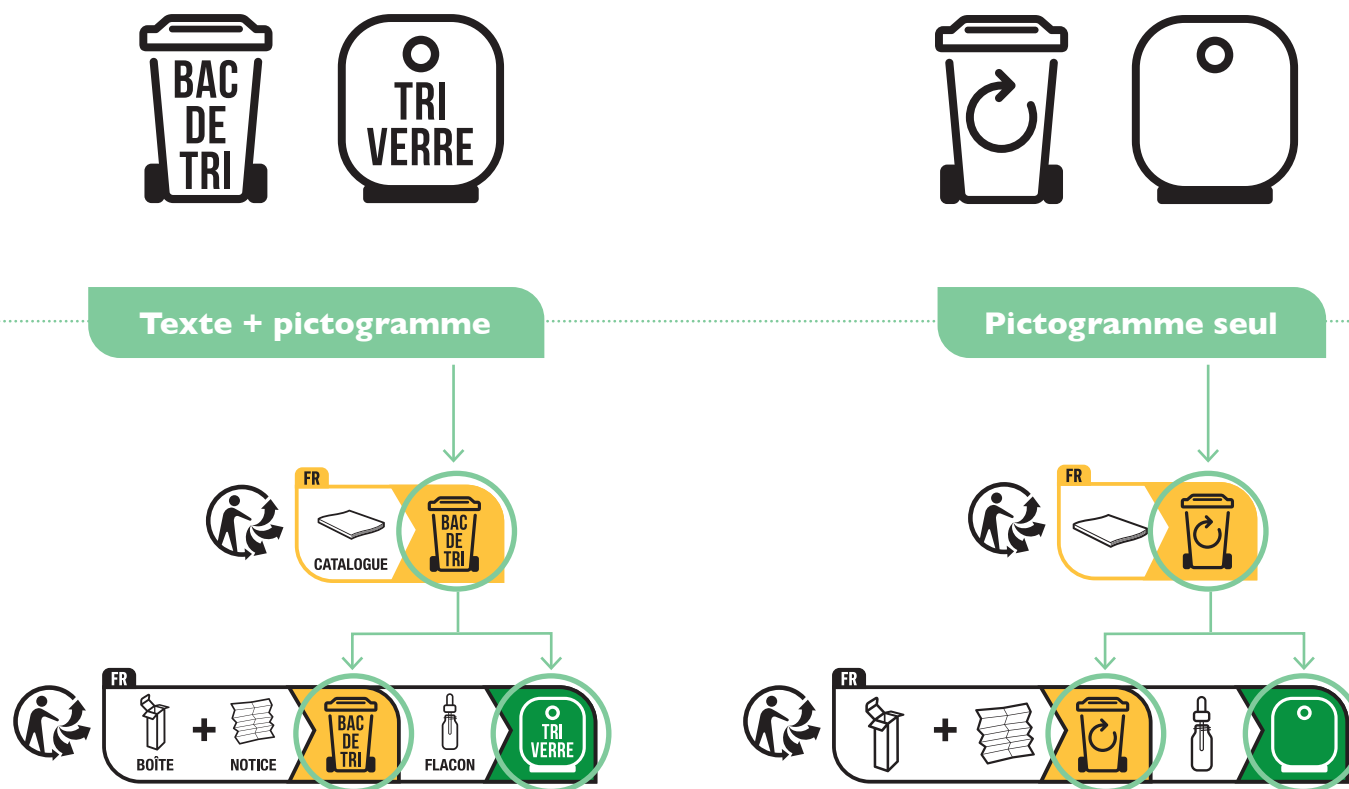 BAC
DE
TRI
TRI
VERRE
Texte + pictogramme
Pictogramme seul
FR
CATALOGUE
BAC
DE
TRI
FR
FR
BOÎTE
+
NOTICE
BAC
DE
TRI
FLACON
TRI
VERRE
FR
+